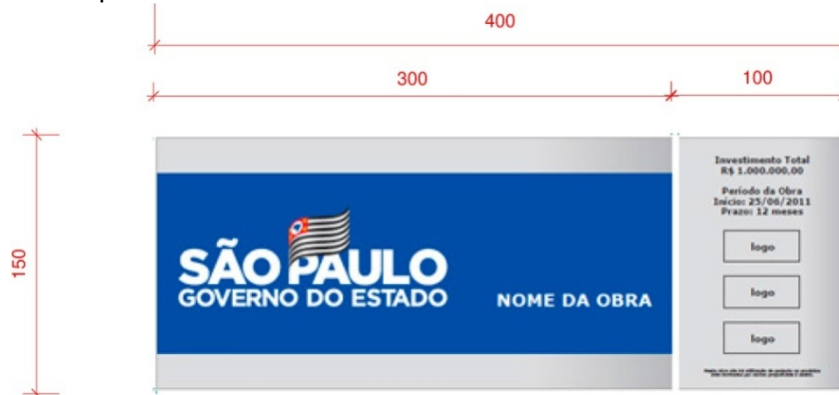 400
300
100
150
SÃO PAULO
GOVERNO DO ESTADO
NOME DA OBRA
Investimento Total
R$ 1.000.000,00
Período da Obra
Início: 25/06/2011
Prazo: 12 meses
logo
logo
logo